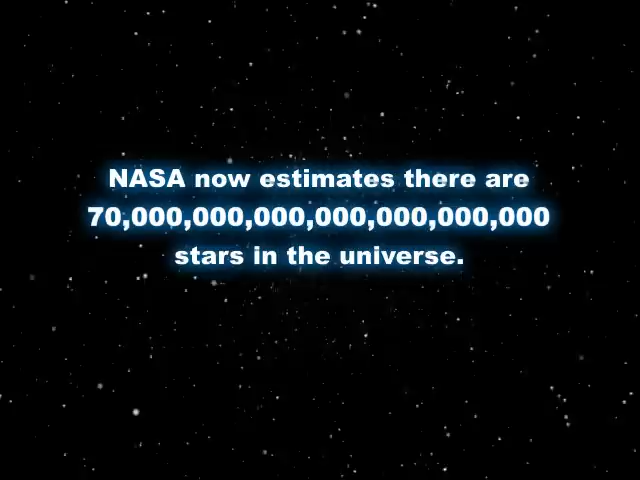 NASA now estimates there are
70,000,000,000,000,000,000,000
stars in the universe.